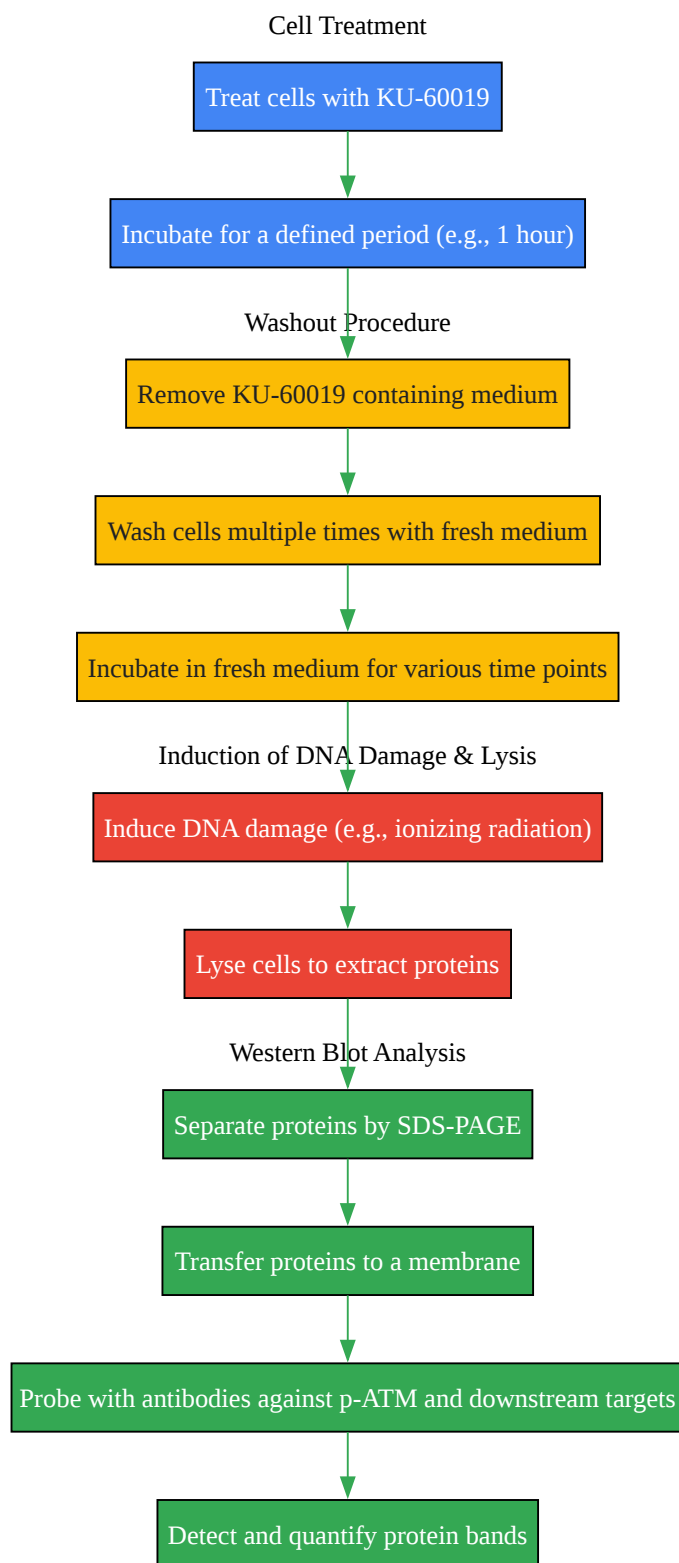 Cell Treatment
Treat cells with KU-60019
Incubate for a defined period (e.g., 1 hour)
Washout Procedure
Remove KU-60019 containing medium
Wash cells multiple times with fresh medium
Incubate in fresh medium for various time points
Induction of DNA Damage & Lysis
Induce DNA damage (e.g., ionizing radiation)
Lyse cells to extract proteins
Western Blot Analysis
Separate proteins by SDS-PAGE
Transfer proteins to a membrane
Probe with antibodies against p-ATM and downstream targets
Detect and quantify protein bands